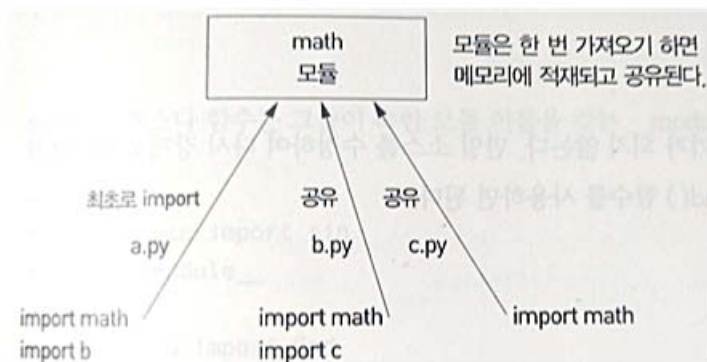 math
모듈
모듈은 한 번 가져오기 하면
메모리에 적재되고 공유된다.
최초로 import
공유
공유
a.py
b.py
c.py
import math
import math
import math
import b
import c